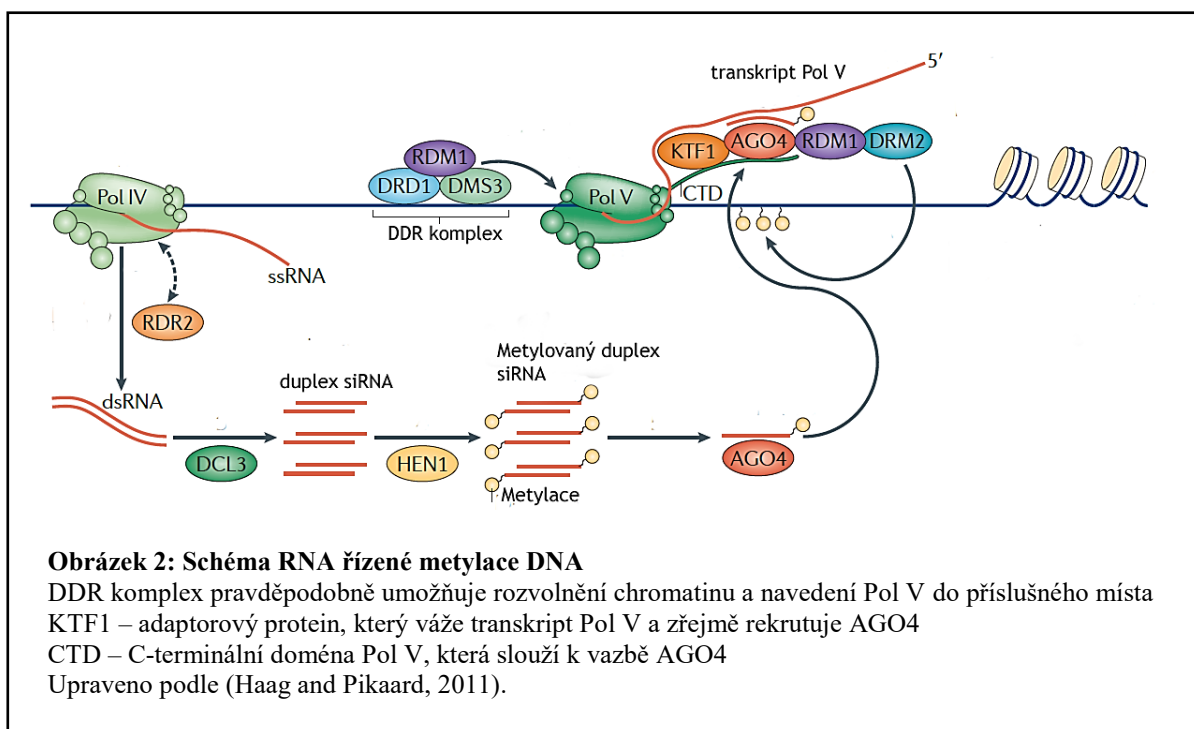 transkript Pol V
5′
KTF1
AGO4
RDM1
DRM2
RDM1
DRD1
DMS3
Pol IV
Pol V
CTD
DDR komplex
ssRNA
RDR2
dsRNA
duplex siRNA
Metylovaný duplex
siRNA
DCL3
HEN1
AGO4
Metylace
Obrázek 2: Schéma RNA řízené metylace DNA
DDR komplex pravděpodobně umožňuje rozvolnění chromatinu a navedení Pol V do příslušného místa
KTF1 – adaptorový protein, který váže transkript Pol V a zřejmě rekrutuje AGO4
CTD – C-terminální doména Pol V, která slouží k vazbě AGO4
Upraveno podle (Haag and Pikaard, 2011).